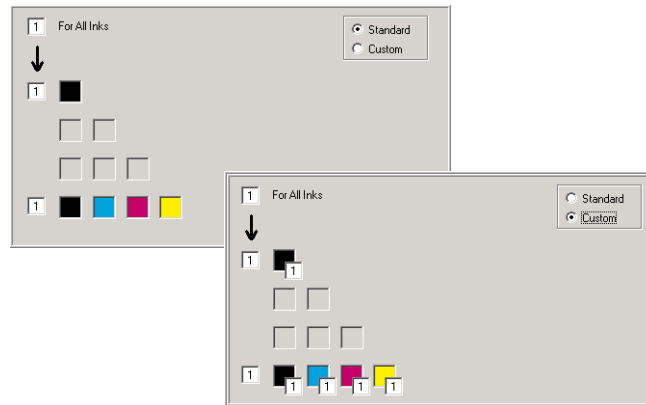 1 For All Inks
Standard
Custom
1
1
1 For All Inks
Standard
Custom
1
1
1
1 1 1 1